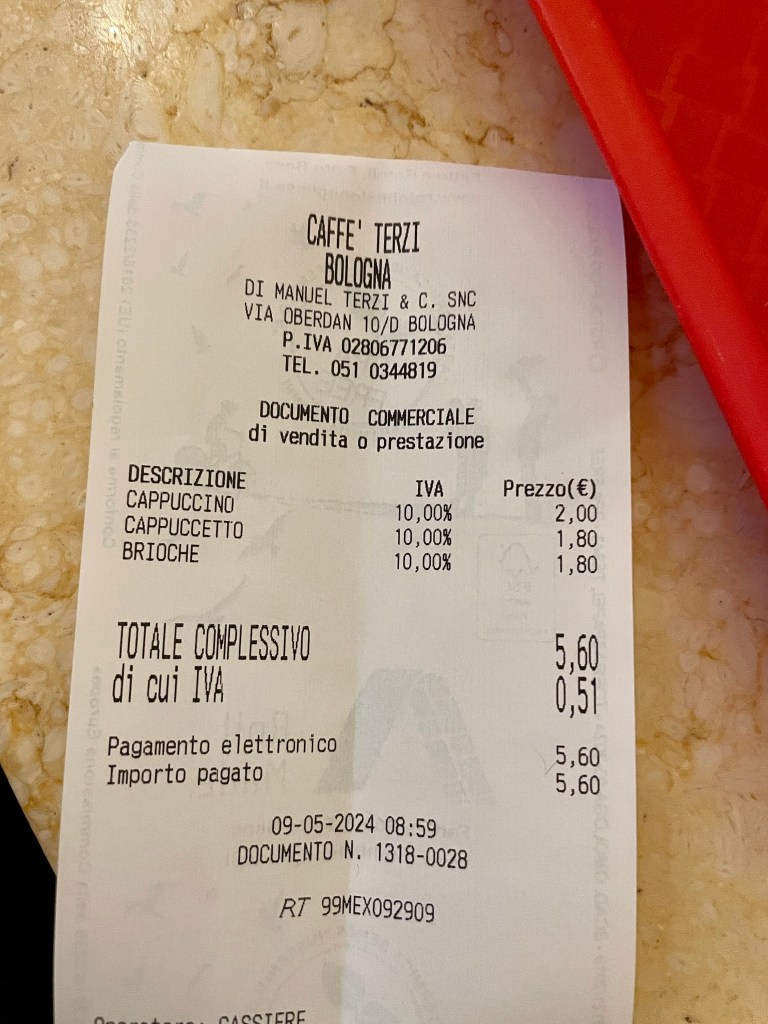 CAFFE' TERZI
BOLOGNA
DI MANUEL TERZI & C. SNC
VIA OBERDAN 10/D BOLOGNA
P.IVA 02806771206
TEL. 051 0344819
DOCUMENTO COMMERCIALE
di vendita o prestazione
DESCRIZIONE IVA Prezzo(€)
CAPPUCCINO 10,00% 2,00
CAPPUCCETTO 10,00% 1,80
BRIOCHE 10,00% 1,80
TOTALE COMPLESSIVO 5,60
di cui IVA 0,51
Pagamento elettronico 5,60
Importo pagato 5,60
09-05-2024 08:59
DOCUMENTO N. 1318-0028
RT 99MEX092909
Operatore: CASSIERE